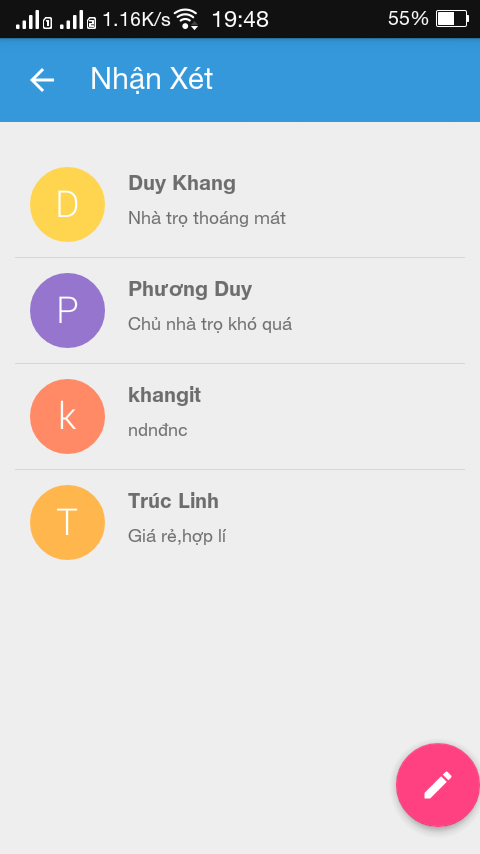 1.16K/s 19:48 55%
Nhận Xét
D
Duy Khang
Nhà trọ thoáng mát
P
Phương Duy
Chủ nhà trọ khó quá
k
khangit
ndnđnc
T
Trúc Linh
Giá rẻ,hợp lí